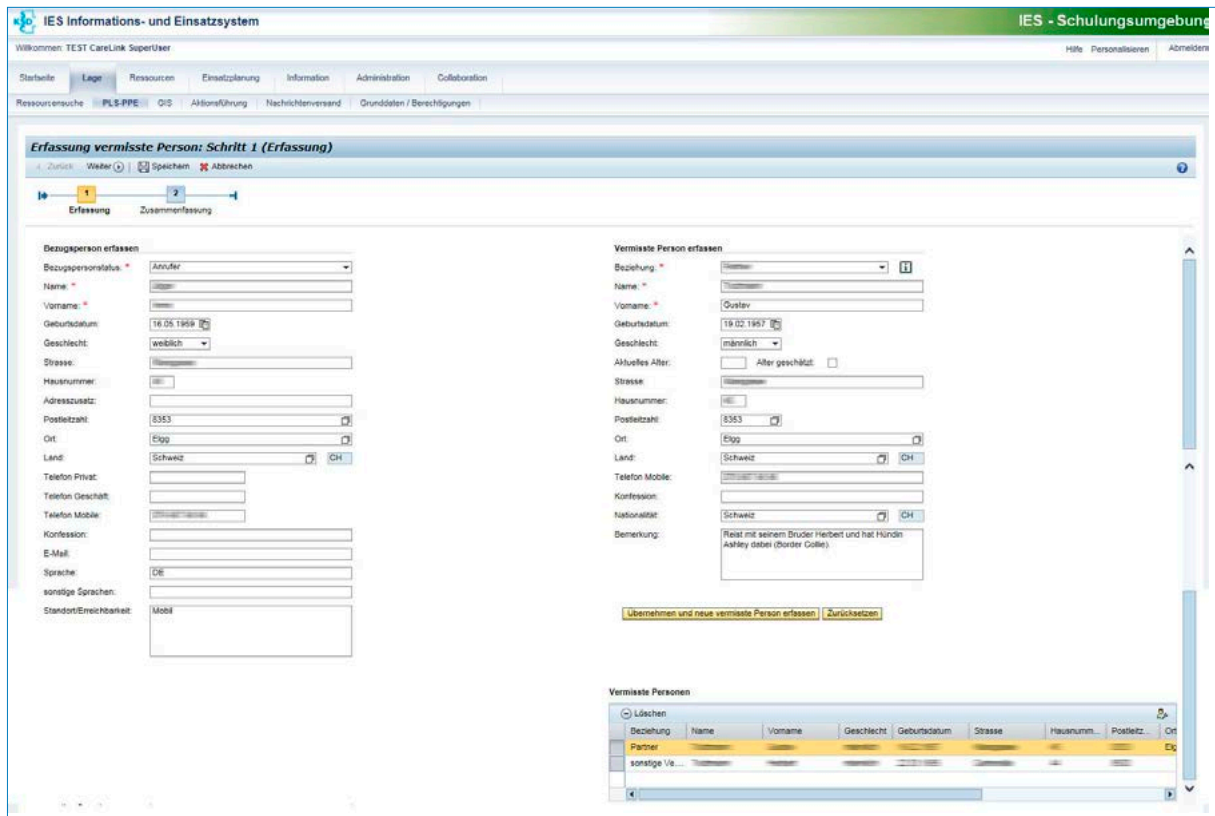 KSD IES Informations- und Einsatzsystem
IES - Schulungsumgebung
Willkommen: TEST CareLink SuperUser
Hilfe Personalisieren Abmelden
Startseite Lage Ressourcen Einsatzplanung Information Administration Collaboration
Ressourcensuche PLS-PPE GIS Aktionsführung Nachrichtenversand Grunddaten / Berechtigungen
Erfassung vermisste Person: Schritt 1 (Erfassung)
Zurück Weiter Speichern Abbrechen
1 2
Erfassung Zusammenfassung
Bezugsperson erfassen
Bezugspersonstatus: * Anrufer
Name: *
Vorname: *
Geburtsdatum: 16.05.1959
Geschlecht: weiblich
Strasse:
Hausnummer:
Adresszusatz:
Postleitzahl: 8353
Ort: Elgg
Land: Schweiz CH
Telefon Privat:
Telefon Geschäft:
Telefon Mobile:
Konfession:
E-Mail:
Sprache: DE
sonstige Sprachen:
Standort/Erreichbarkeit: Mobil
Vermisste Person erfassen
Beziehung: *
Name: *
Vorname: * Gustav
Geburtsdatum: 19.02.1957
Geschlecht: männlich
Aktuelles Alter: Alter geschätzt:
Strasse:
Hausnummer:
Postleitzahl: 8353
Ort: Elgg
Land: Schweiz CH
Telefon Mobile:
Konfession:
Nationalität: Schweiz CH
Bemerkung: Reist mit seinem Bruder Herbert und hat Hündin
Ashley dabei (Border Collie).
Übernehmen und neue vermisste Person erfassen Zurücksetzen
Vermisste Personen
Löschen
Beziehung Name Vorname Geschlecht Geburtsdatum Strasse Hausnumm... Postleitz... Ort
Partner Elg
sonstige Ve...